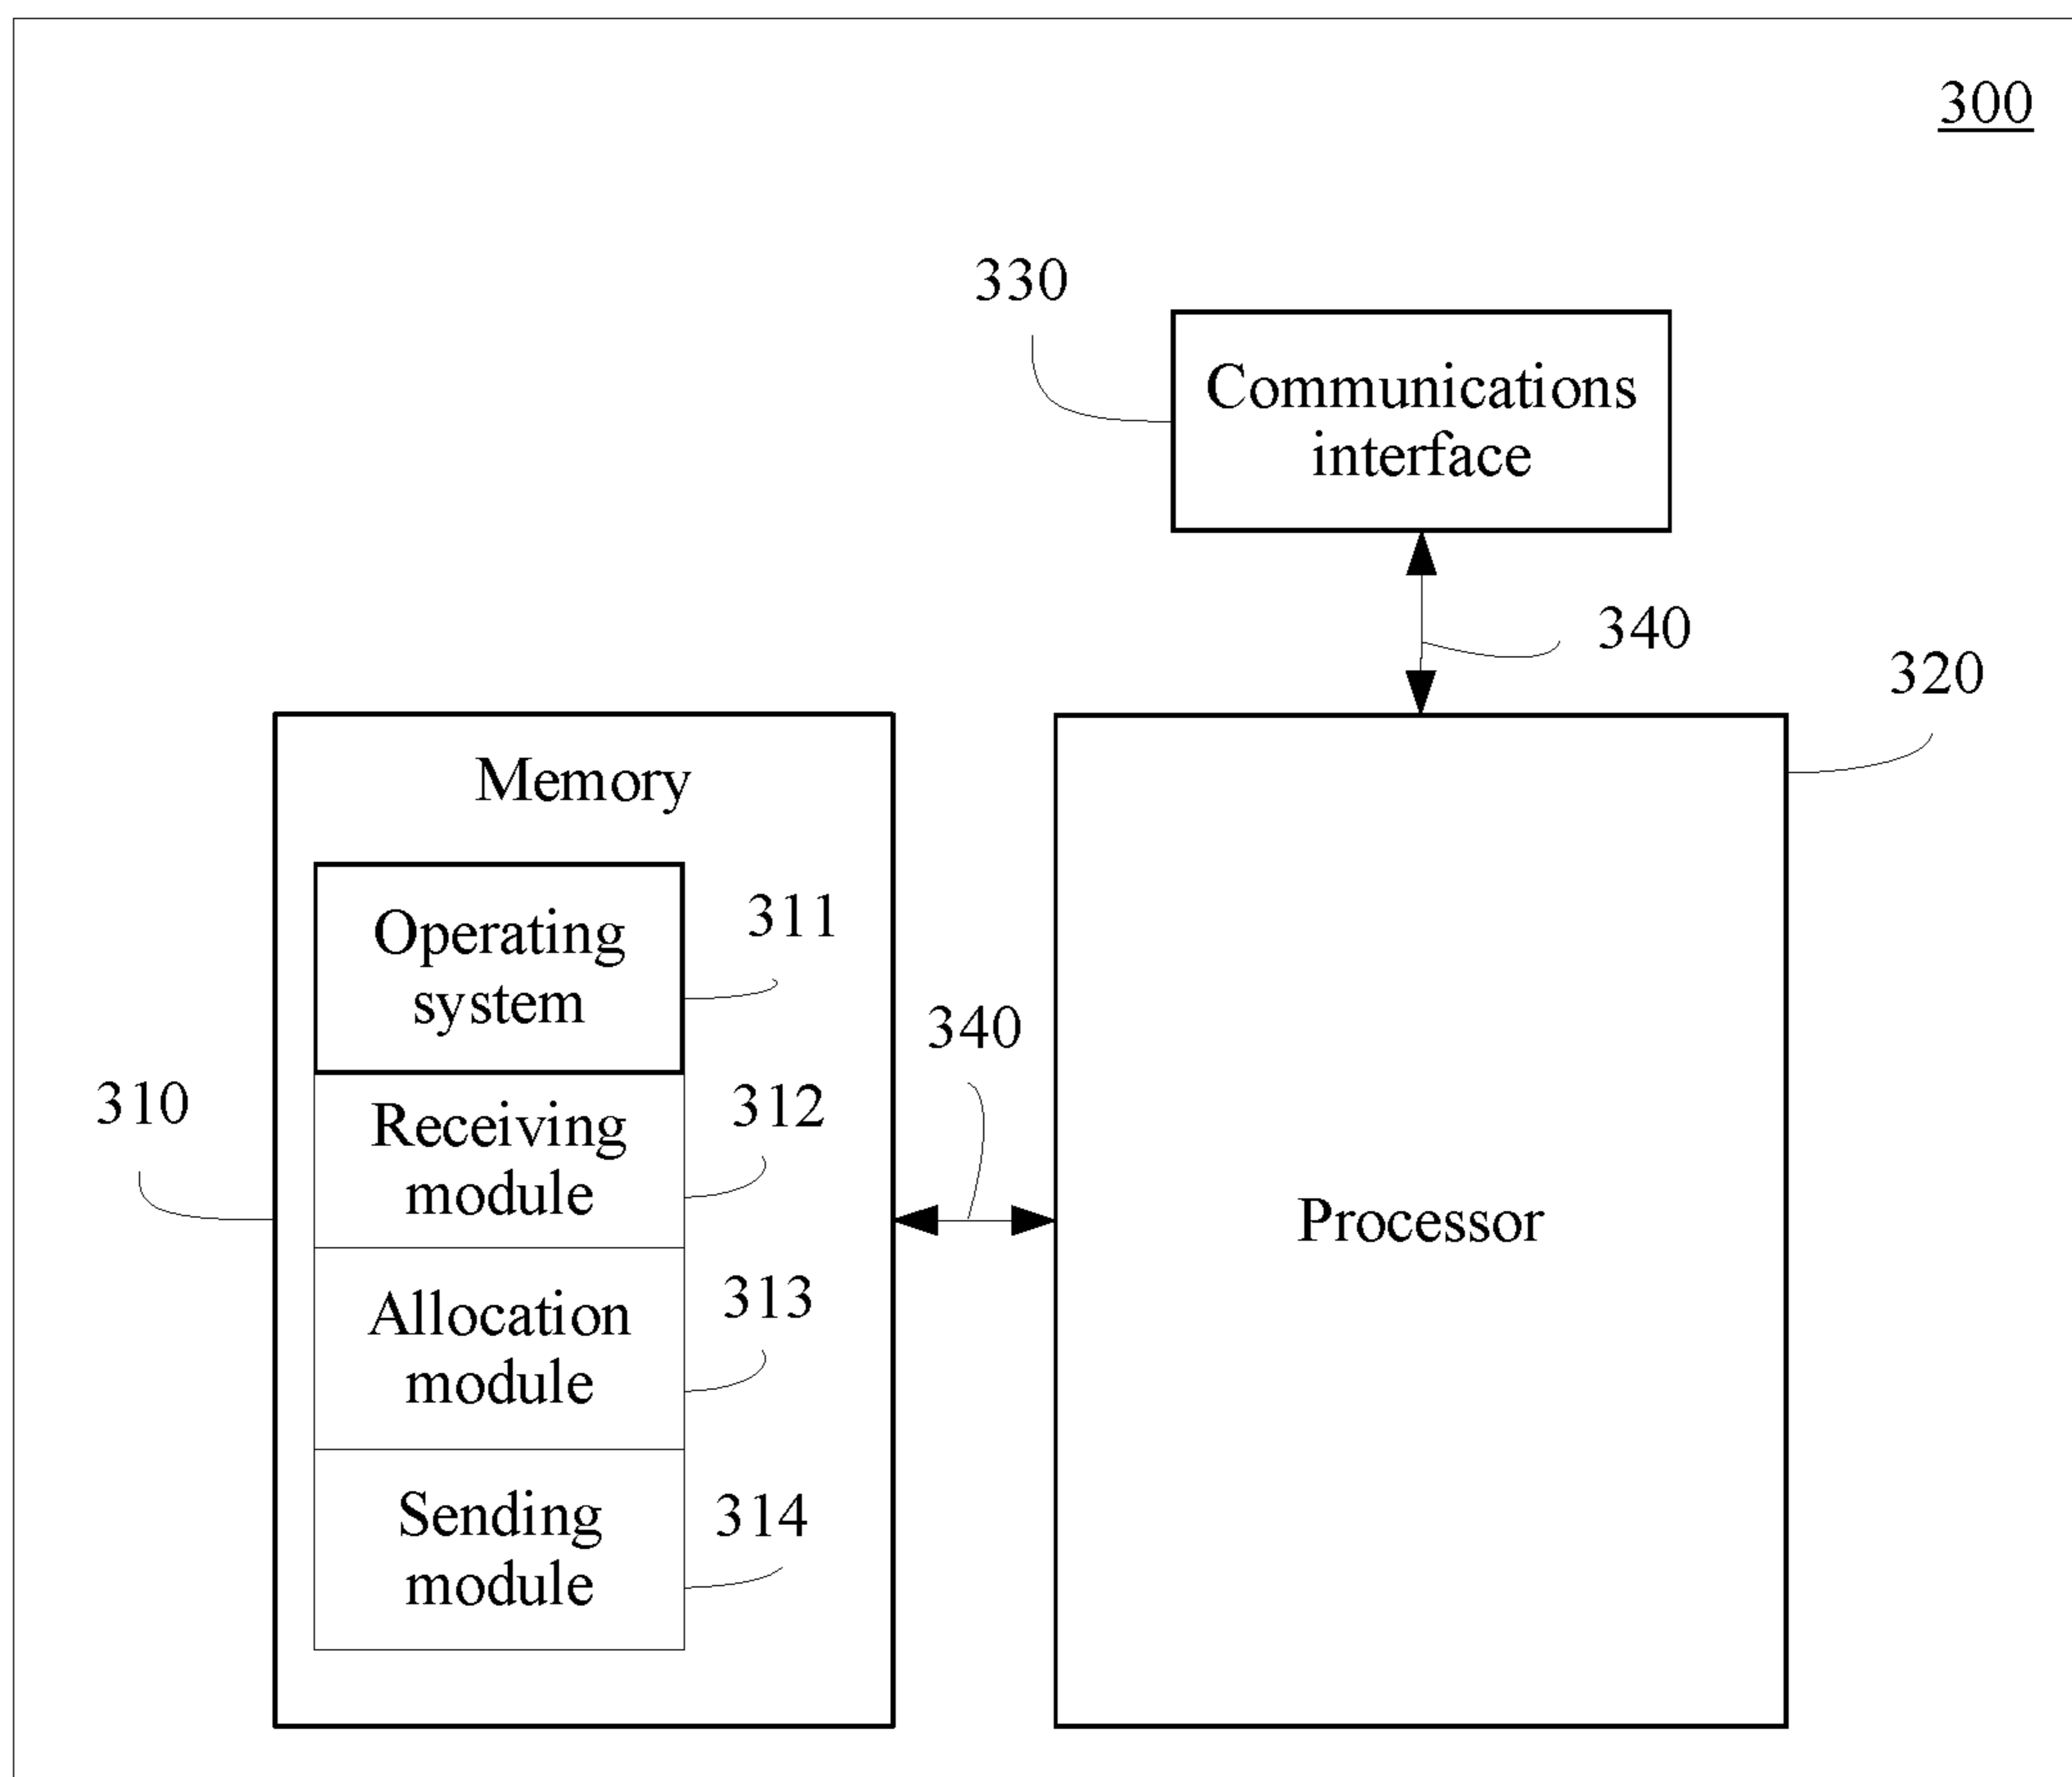 300
330
Communications
interface
340
320
Memory
Operating
system
311
340
310
Receiving
module
312
Allocation
module
313
Processor
Sending
module
314